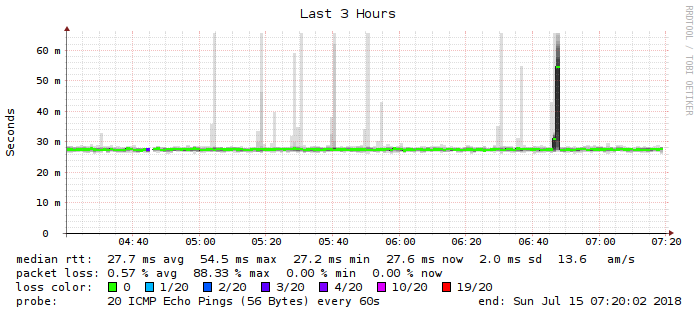 Last 3 Hours
RRDTOOL / TOBI OETIKER
Seconds
60 m
50 m
40 m
30 m
20 m
10 m
0
04:40 05:00 05:20 05:40 06:00 06:20 06:40 07:00 07:20
median rtt: 27.7 ms avg 54.5 ms max 27.2 ms min 27.6 ms now 2.0 ms sd 13.6 am/s
packet loss: 0.57 % avg 88.33 % max 0.00 % min 0.00 % now
loss color: 0 1/20 2/20 3/20 4/20 10/20 19/20
probe: 20 ICMP Echo Pings (56 Bytes) every 60s end: Sun Jul 15 07:20:02 2018